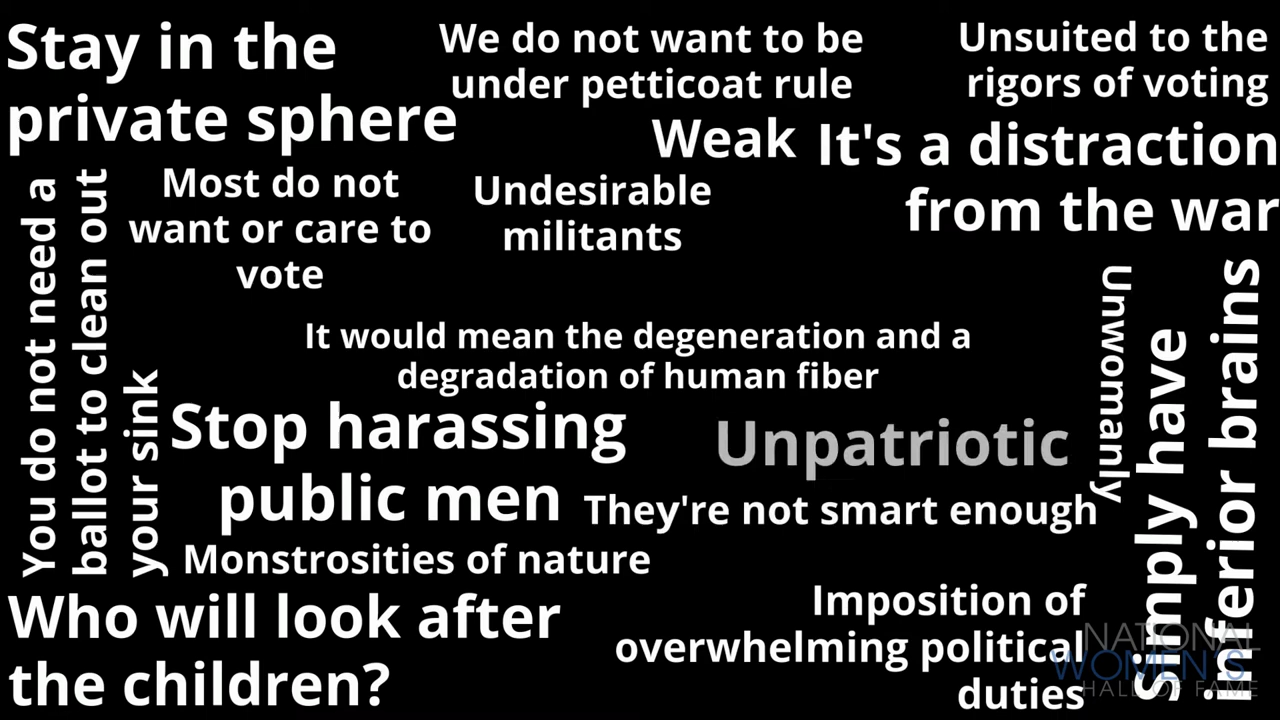 Stay in the
private sphere
We do not want to be
under petticoat rule
Unsuited to the
rigors of voting
Weak
It's a distraction
from the war
You do not need a
ballot to clean out
your sink
Most do not
want or care to
vote
Undesirable
militants
It would mean the degeneration and a
degradation of human fiber
Unwomanly
Simply have
inferior brains
Stop harassing
public men
Unpatriotic
They're not smart enough
Monstrosities of nature
Who will look after
the children?
Imposition of
overwhelming political
duties
NATIONAL
WOMEN'S
HALL OF FAME